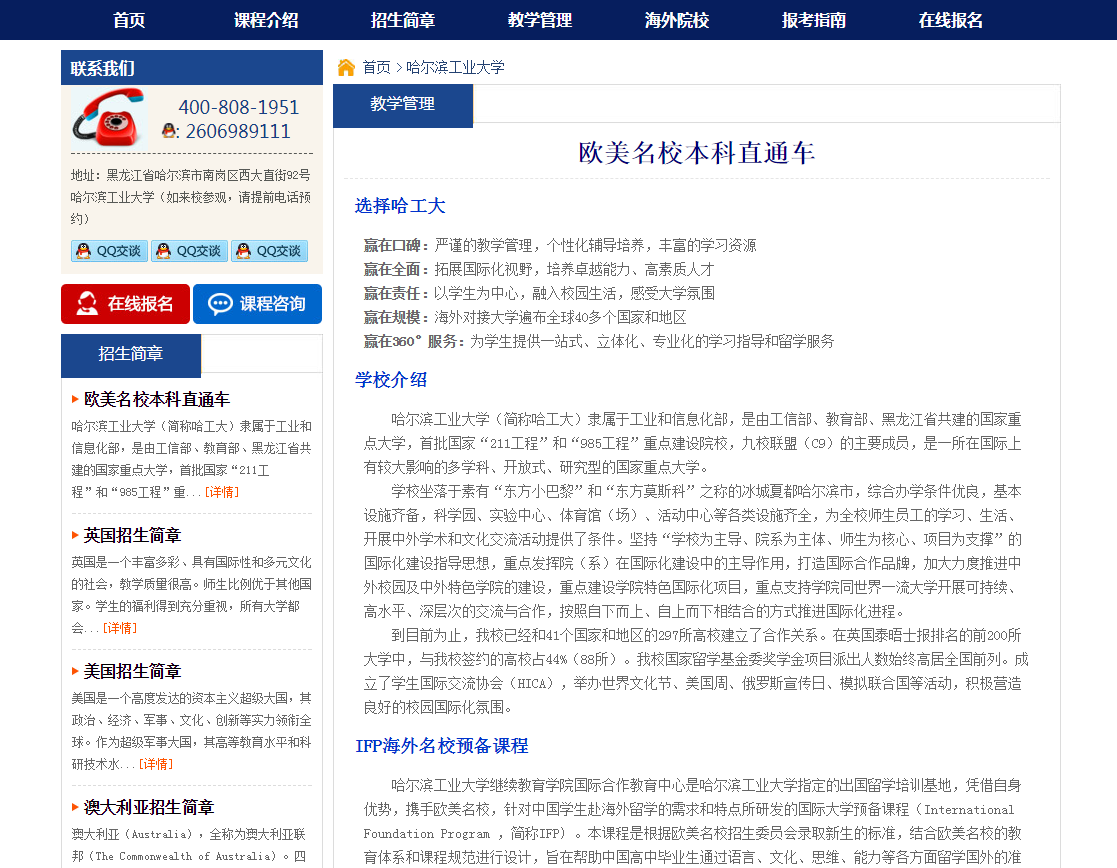 首页 课程介绍 招生简章 教学管理 海外院校 报考指南 在线报名
联系我们
400-808-1951
: 2606989111
地址：黑龙江省哈尔滨市南岗区西大直街92号
哈尔滨工业大学（如来校参观，请提前电话预
约）
QQ交谈 QQ交谈 QQ交谈
在线报名 课程咨询
招生简章
欧美名校本科直通车
哈尔滨工业大学（简称哈工大）隶属于工业和
信息化部，是由工信部、教育部、黑龙江省共
建的国家重点大学，首批国家“211工
程”和“985工程”重...[详情]
英国招生简章
英国是一个丰富多彩、具有国际性和多元文化
的社会，教学质量很高。师生比例优于其他国
家。学生的福利得到充分重视，所有大学都
会...[详情]
美国招生简章
美国是一个高度发达的资本主义超级大国，其
政治、经济、军事、文化、创新等实力领衔全
球。作为超级军事大国，其高等教育水平和科
研技术水...[详情]
澳大利亚招生简章
澳大利亚（Australia），全称为澳大利亚联
邦（The Commonwealth of Australia）。四
首页 > 哈尔滨工业大学
教学管理
欧美名校本科直通车
选择哈工大
赢在口碑：严谨的教学管理，个性化辅导培养，丰富的学习资源
赢在全面：拓展国际化视野，培养卓越能力、高素质人才
赢在责任：以学生为中心，融入校园生活，感受大学氛围
赢在规模：海外对接大学遍布全球40多个国家和地区
赢在360°服务：为学生提供一站式、立体化、专业化的学习指导和留学服务
学校介绍
哈尔滨工业大学（简称哈工大）隶属于工业和信息化部，是由工信部、教育部、黑龙江省共建的国家重
点大学，首批国家“211工程”和“985工程”重点建设院校，九校联盟（C9）的主要成员，是一所在国际上
有较大影响的多学科、开放式、研究型的国家重点大学。
学校坐落于素有“东方小巴黎”和“东方莫斯科”之称的冰城夏都哈尔滨市，综合办学条件优良，基本
设施齐备，科学园、实验中心、体育馆（场）、活动中心等各类设施齐全，为全校师生员工的学习、生活、
开展中外学术和文化交流活动提供了条件。坚持“学校为主导、院系为主体、师生为核心、项目为支撑”的
国际化建设指导思想，重点发挥院（系）在国际化建设中的主导作用，打造国际合作品牌，加大力度推进中
外校园及中外特色学院的建设，重点建设学院特色国际化项目，重点支持学院同世界一流大学开展可持续、
高水平、深层次的交流与合作，按照自下而上、自上而下相结合的方式推进国际化进程。
到目前为止，我校已经和41个国家和地区的297所高校建立了合作关系。在英国泰晤士报排名的前200所
大学中，与我校签约的高校占44%（88所）。我校国家留学基金委奖学金项目派出人数始终高居全国前列。成
立了学生国际交流协会（HICA），举办世界文化节、美国周、俄罗斯宣传日、模拟联合国等活动，积极营造
良好的校园国际化氛围。
IFP海外名校预备课程
哈尔滨工业大学继续教育学院国际合作教育中心是哈尔滨工业大学指定的出国留学培训基地，凭借自身
优势，携手欧美名校，针对中国学生赴海外留学的需求和特点所研发的国际大学预备课程（International
Foundation Program ，简称IFP）。本课程是根据欧美名校招生委员会录取新生的标准，结合欧美名校的教
育体系和课程规范进行设计，旨在帮助中国高中毕业生通过语言、文化、思维、能力等各方面留学国外的准